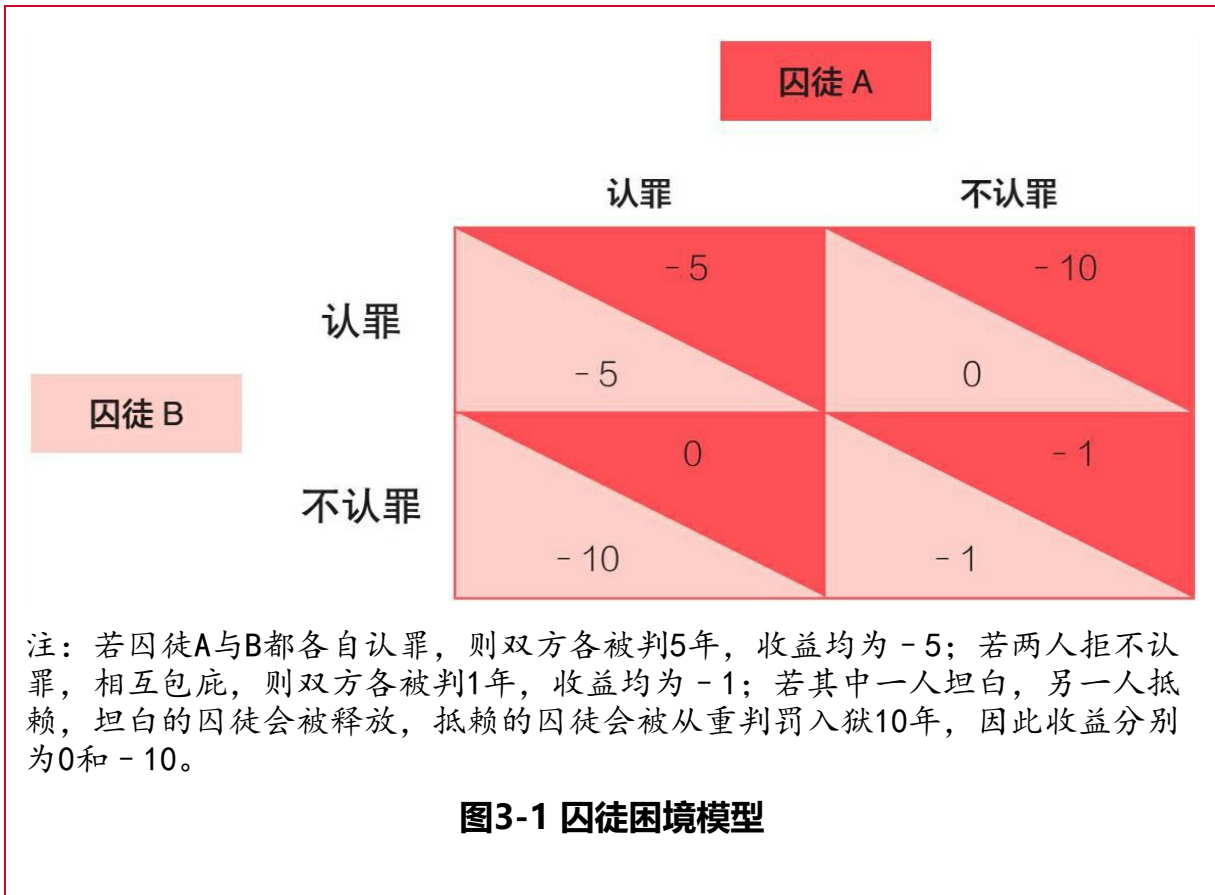 囚徒 A
认罪 不认罪
认罪
-5
-10
-5
0
囚徒 B
不认罪
0
-1
-10
-1
注：若囚徒A与B都各自认罪，则双方各被判5年，收益均为-5；若两人拒不认
罪，相互包庇，则双方各被判1年，收益均为-1；若其中一人坦白，另一人抵
赖，坦白的囚徒会被释放，抵赖的囚徒会被从重判罚入狱10年，因此收益分别
为0和-10。
图3-1 囚徒困境模型